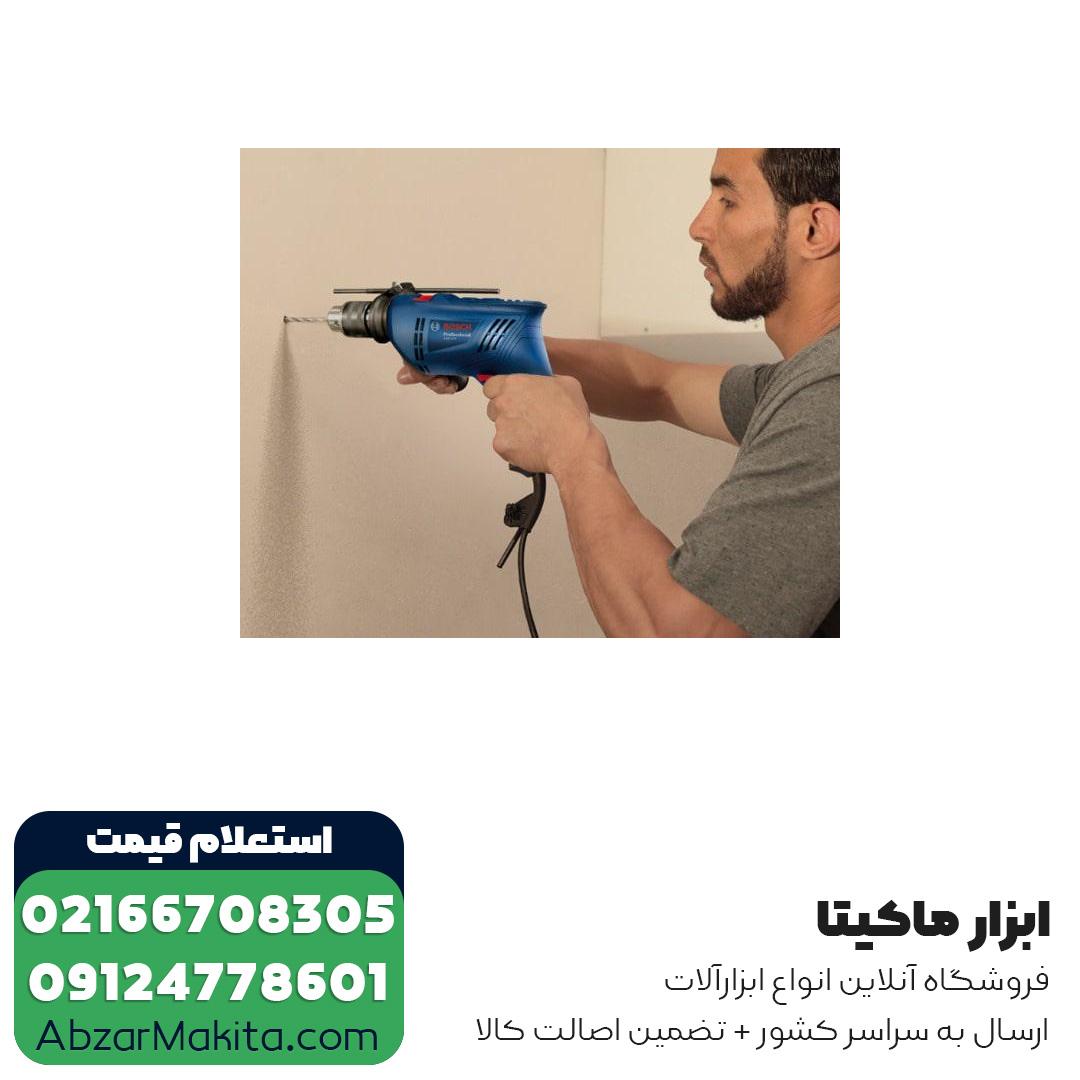 BOSCH
Professional
استعلام قیمت
02166708305
09124778601
AbzarMakita.com
ابزار ماکیتا
فروشگاه آنلاین انواع ابزارآلات
ارسال به سراسر کشور + تضمین اصالت کالا